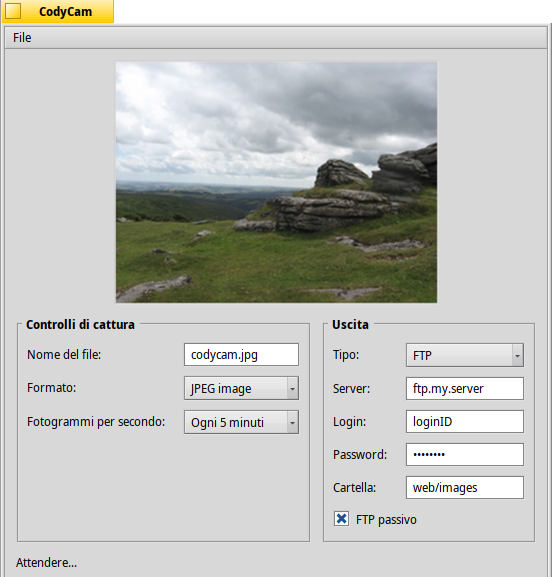 CodyCam
File
Controlli di cattura
Nome del file: codycam.jpg
Formato: JPEG image
Fotogrammi per secondo: Ogni 5 minuti
Uscita
Tipo: FTP
Server: ftp.my.server
Login: loginID
Password: ••••••••
Cartella: web/images
FTP passivo
Attendere...